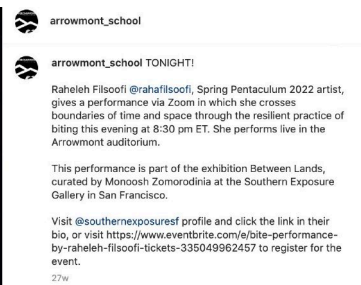 arrowmont_school
arrowmont_school TONIGHT!
Raheleh Filsoofi @rahafilsoofi, Spring Pentaculum 2022 artist,
gives a performance via Zoom in which she crosses
boundaries of time and space through the resilient practice of
biting this evening at 8:30 pm ET. She performs live in the
Arrowmont auditorium.
This performance is part of the exhibition Between Lands,
curated by Monoosh Zomorodinia at the Southern Exposure
Gallery in San Francisco.
Visit @southernexposuresf profile and click the link in their
bio, or visit https://www.eventbrite.com/e/bite-performance-
by-raheleh-filsoofi-tickets-335049962457 to register for the
event.
27w